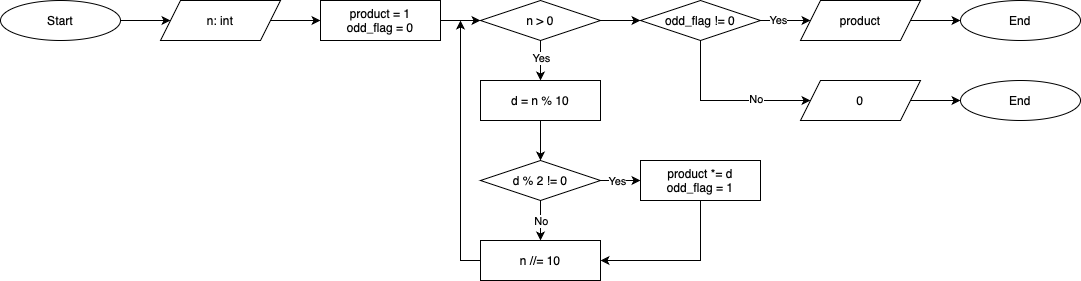 Start
n: int
product = 1
odd_flag = 0
n > 0
odd_flag != 0
Yes
product
End
Yes
d = n % 10
No
0
End
d % 2 != 0
Yes
product *= d
odd_flag = 1
No
n //= 10